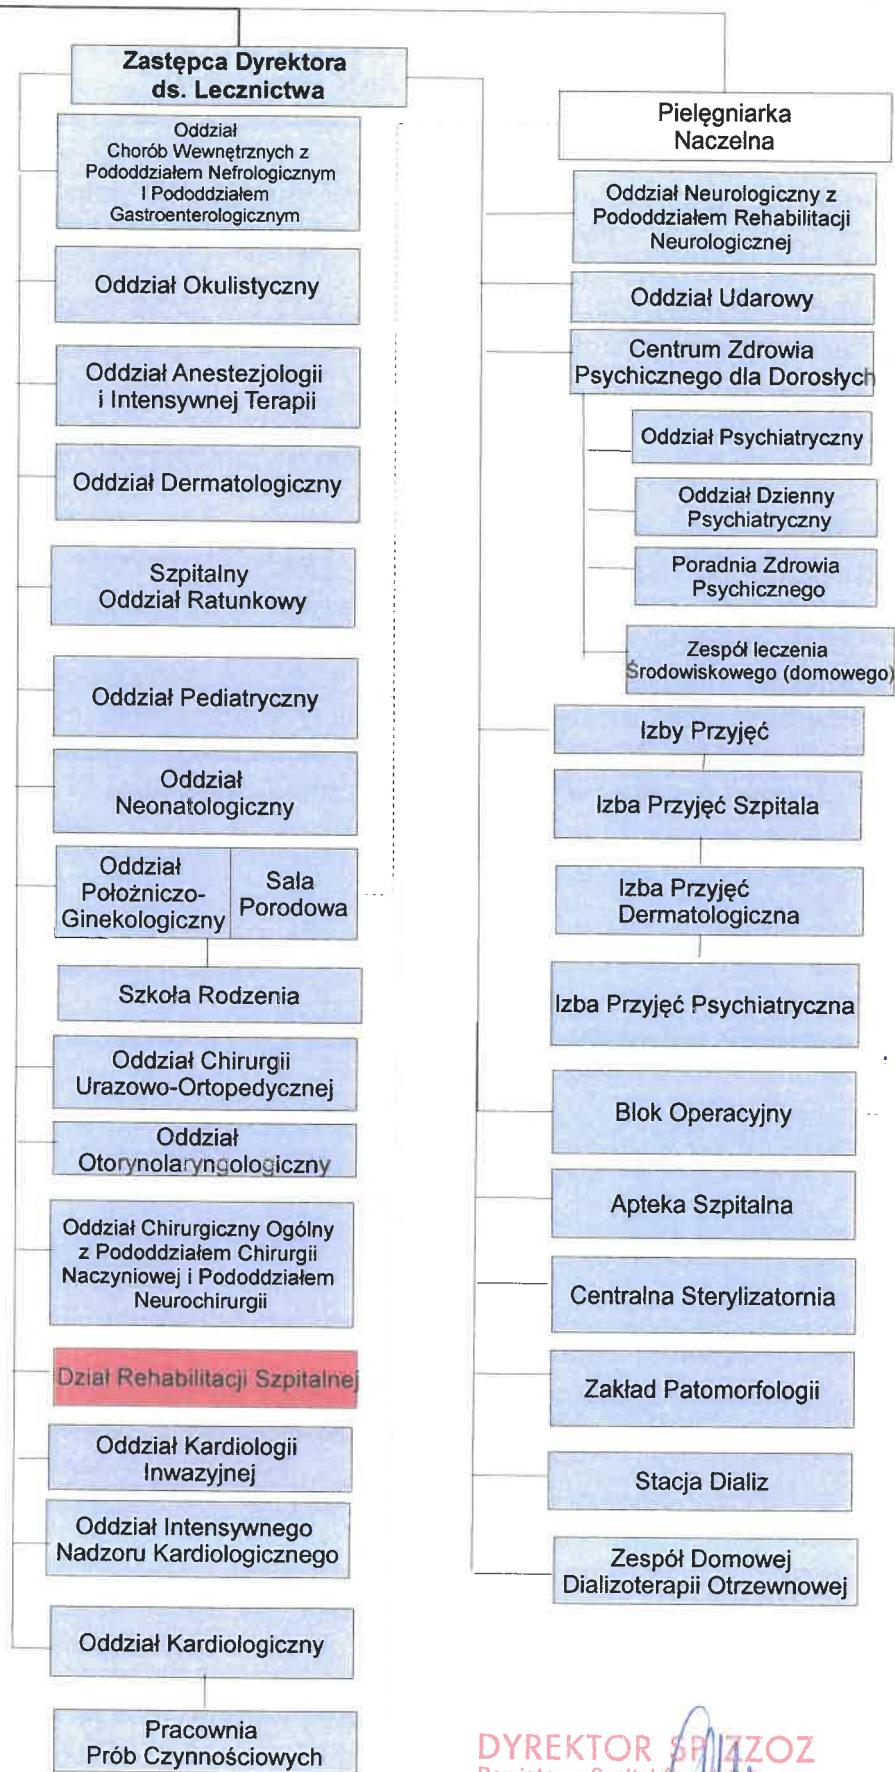 Zastępca Dyrektora
ds. Lecznictwa
Oddział
Chorób Wewnętrznych z
Pododdziałem Nefrologicznym
I Pododdziałem
Gastroenterologicznym
Oddział Okulistyczny
Oddział Anestezjologii
i Intensywnej Terapii
Oddział Dermatologiczny
Szpitalny
Oddział Ratunkowy
Oddział Pediatryczny
Oddział
Neonatologiczny
Oddział
Położniczo-
Ginekologiczny
Sala
Porodowa
Szkoła Rodzenia
Oddział Chirurgii
Urazowo-Ortopedycznej
Oddział
Otorynolaryngologiczny
Oddział Chirurgiczny Ogólny
z Pododdziałem Chirurgii
Naczyniowej i Pododdziałem
Neurochirurgii
Dział Rehabilitacji Szpitalnej
Oddział Kardiologii
Inwazyjnej
Oddział Intensywnego
Nadzoru Kardiologicznego
Oddział Kardiologiczny
Pracownia
Prób Czynnościowych
Pielęgniarka
Naczelna
Oddział Neurologiczny z
Pododdziałem Rehabilitacji
Neurologicznej
Oddział Udarowy
Centrum Zdrowia
Psychicznego dla Dorosłych
Oddział Psychiatryczny
Oddział Dzienny
Psychiatryczny
Poradnia Zdrowia
Psychicznego
Zespół leczenia
Środowiskowego (domowego)
Izby Przyjęć
Izba Przyjęć Szpitala
Izba Przyjęć
Dermatologiczna
Izba Przyjęć Psychiatryczna
Blok Operacyjny
Apteka Szpitalna
Centralna Sterylizatornia
Zakład Patomorfologii
Stacja Dializ
Zespół Domowej
Dializoterapii Otrzewnowej
DYREKTOR SP ZZOZ